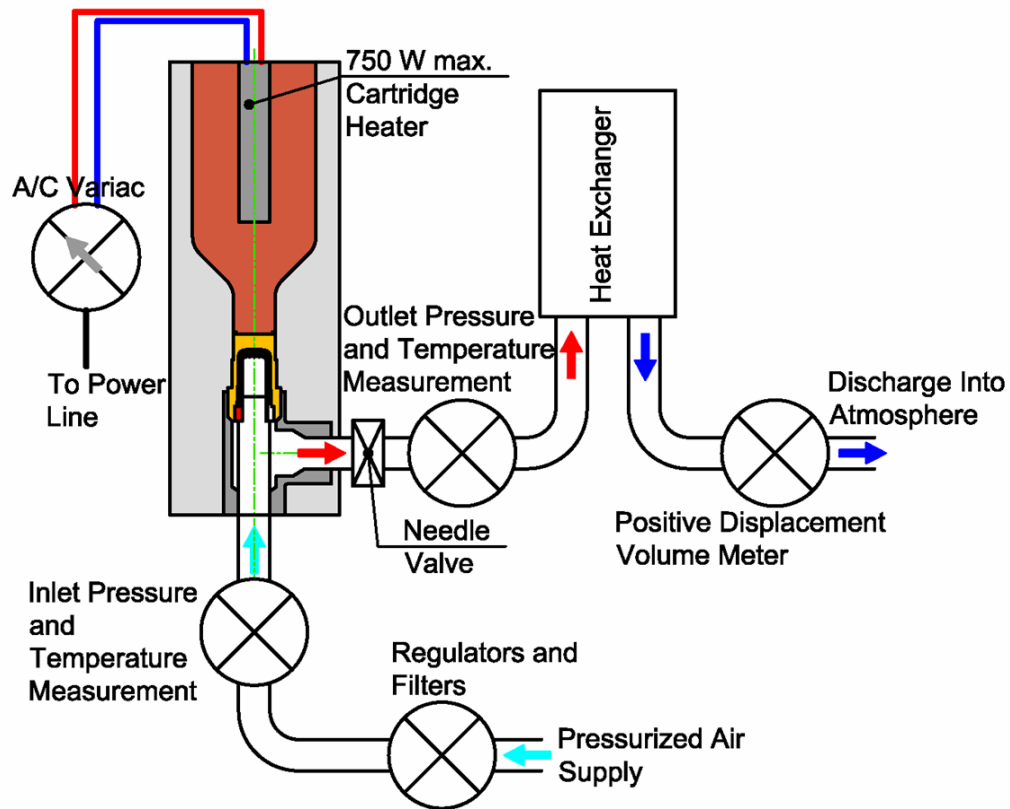 750 W max.
Cartridge
Heater
A/C Variac
Heat Exchanger
To Power
Line
Outlet Pressure
and Temperature
Measurement
Discharge Into
Atmosphere
Needle
Valve
Positive Displacement
Volume Meter
Inlet Pressure
and
Temperature
Measurement
Regulators and
Filters
Pressurized Air
Supply